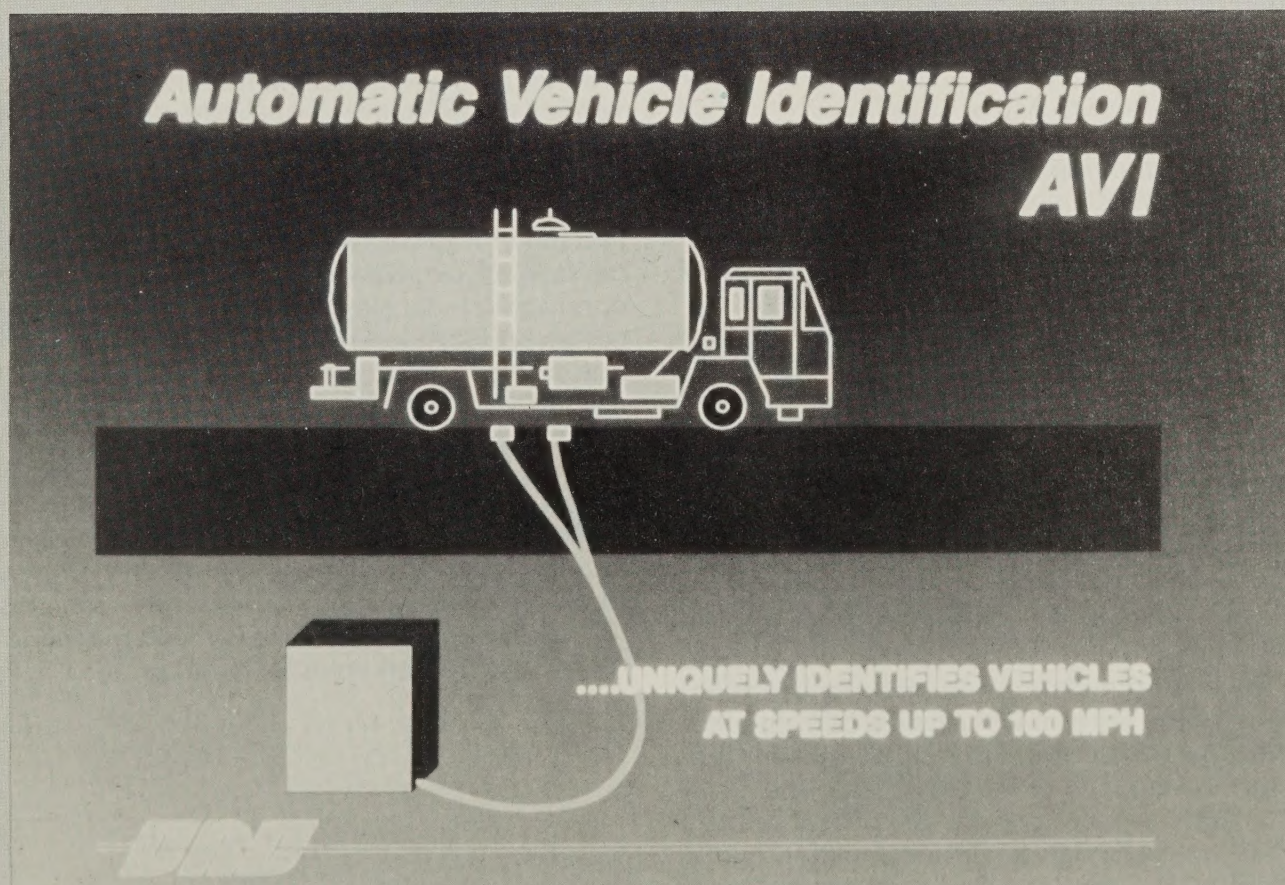 Automatic Vehicle Identification
AVI
....UNIQUELY IDENTIFIES VEHICLES
AT SPEEDS UP TO 100 MPH